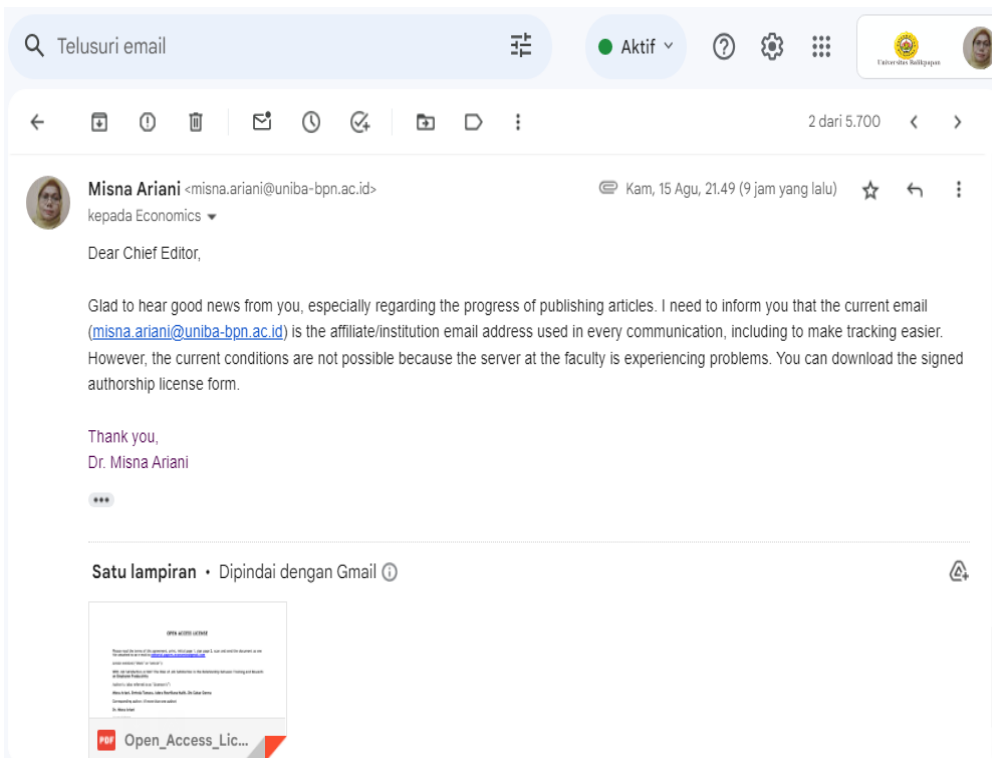 Telusuri email
Aktif
Universitas Balikpapan
2 dari 5.700
Misna Ariani <misna.ariani@uniba-bpn.ac.id>
Kam, 15 Agu, 21.49 (9 jam yang lalu)
kepada Economics
Dear Chief Editor,
Glad to hear good news from you, especially regarding the progress of publishing articles. I need to inform you that the current email
(misna.ariani@uniba-bpn.ac.id) is the affiliate/institution email address used in every communication, including to make tracking easier.
However, the current conditions are not possible because the server at the faculty is experiencing problems. You can download the signed
authorship license form.
Thank you,
Dr. Misna Ariani
Satu lampiran • Dipindai dengan Gmail
OPEN ACCESS LICENSE
Dr. Misna Ariani
PDF
Open_Access_Lic...